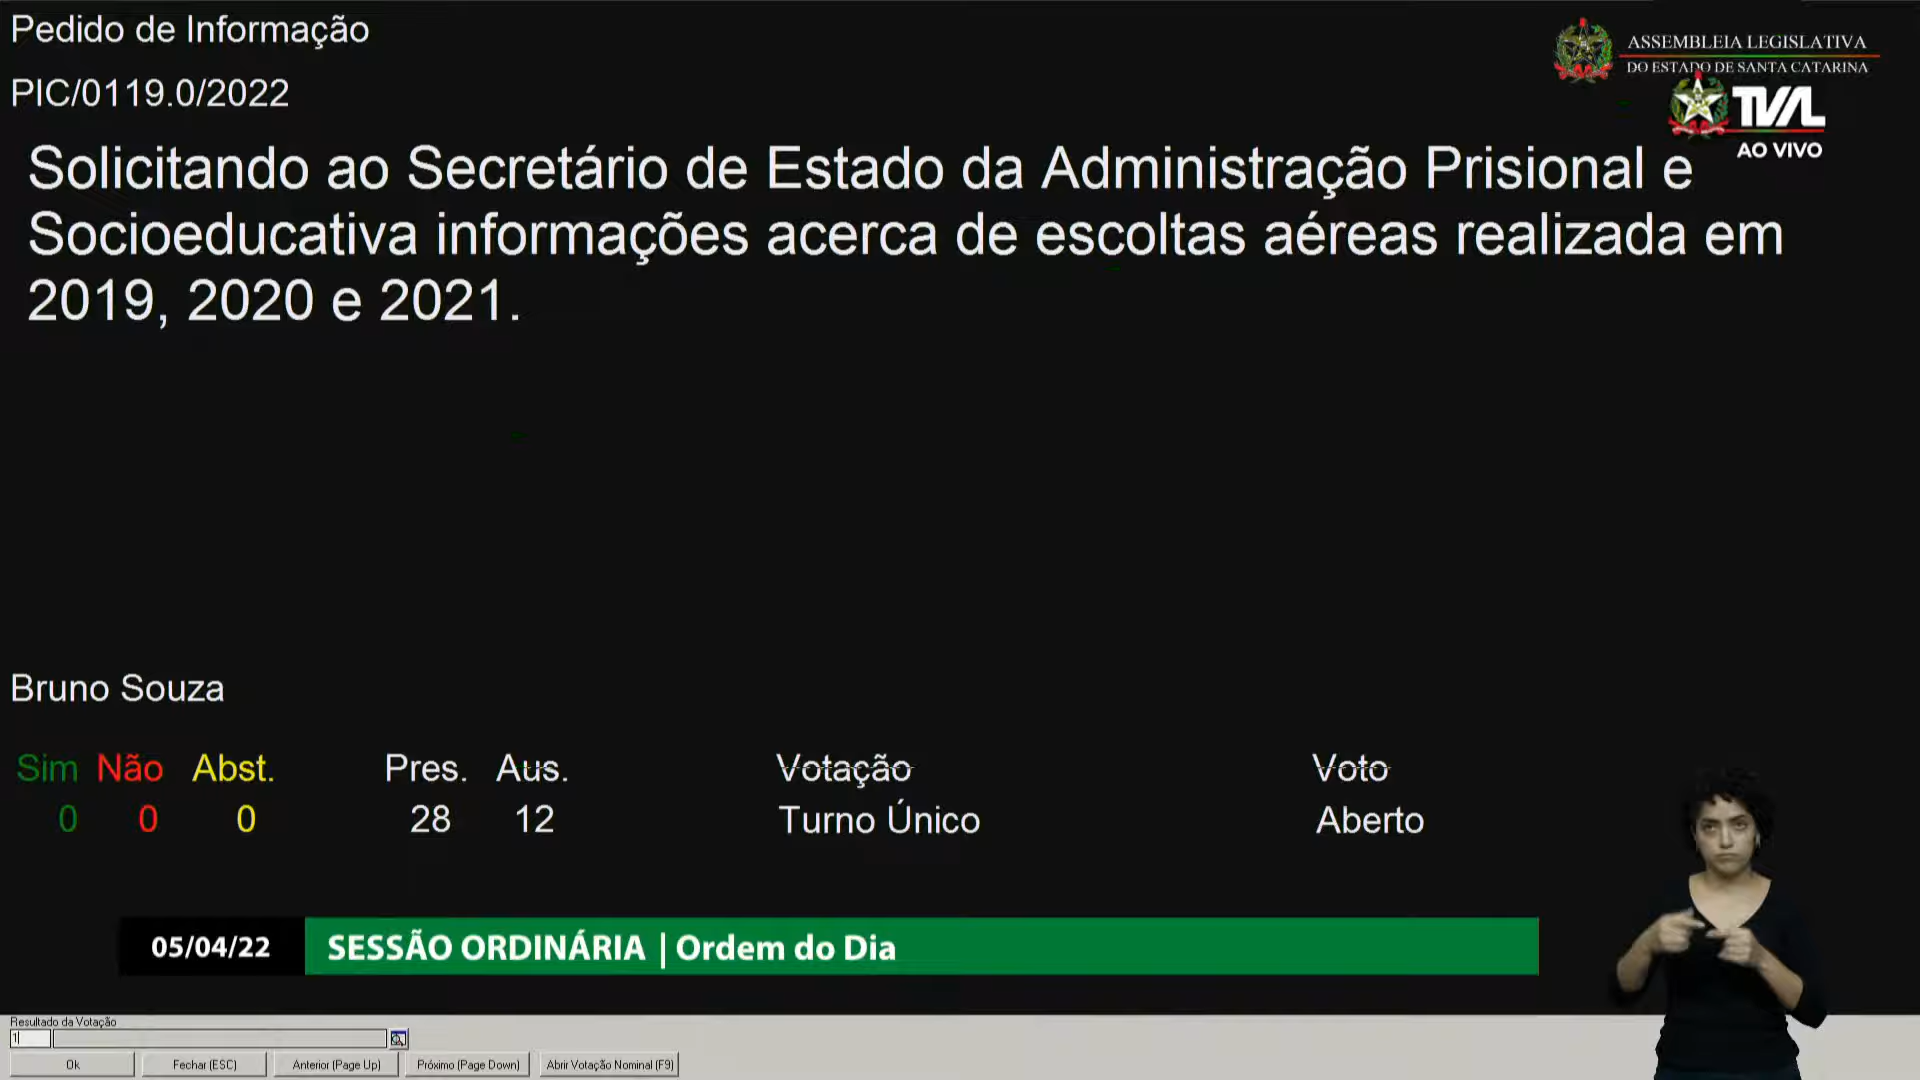 Pedido de Informação
ASSEMBLEIA LEGISLATIVA
DO ESTADO DE SANTA CATARINA
PIC/0119.0/2022
TVAL
AO VIVO
Solicitando ao Secretário de Estado da Administração Prisional e
Socioeducativa informações acerca de escoltas aéreas realizada em
2019, 2020 e 2021.
Bruno Souza
Sim Não Abst. Pres. Aus. Votação Voto
0 0 0 28 12 Turno Único Aberto
05/04/22 SESSÃO ORDINÁRIA | Ordem do Dia
Resultado da Votação
1
Ok Fechar (ESC) Anterior (Page Up) Próximo (Page Down) Abrir Votação Nominal (F9)